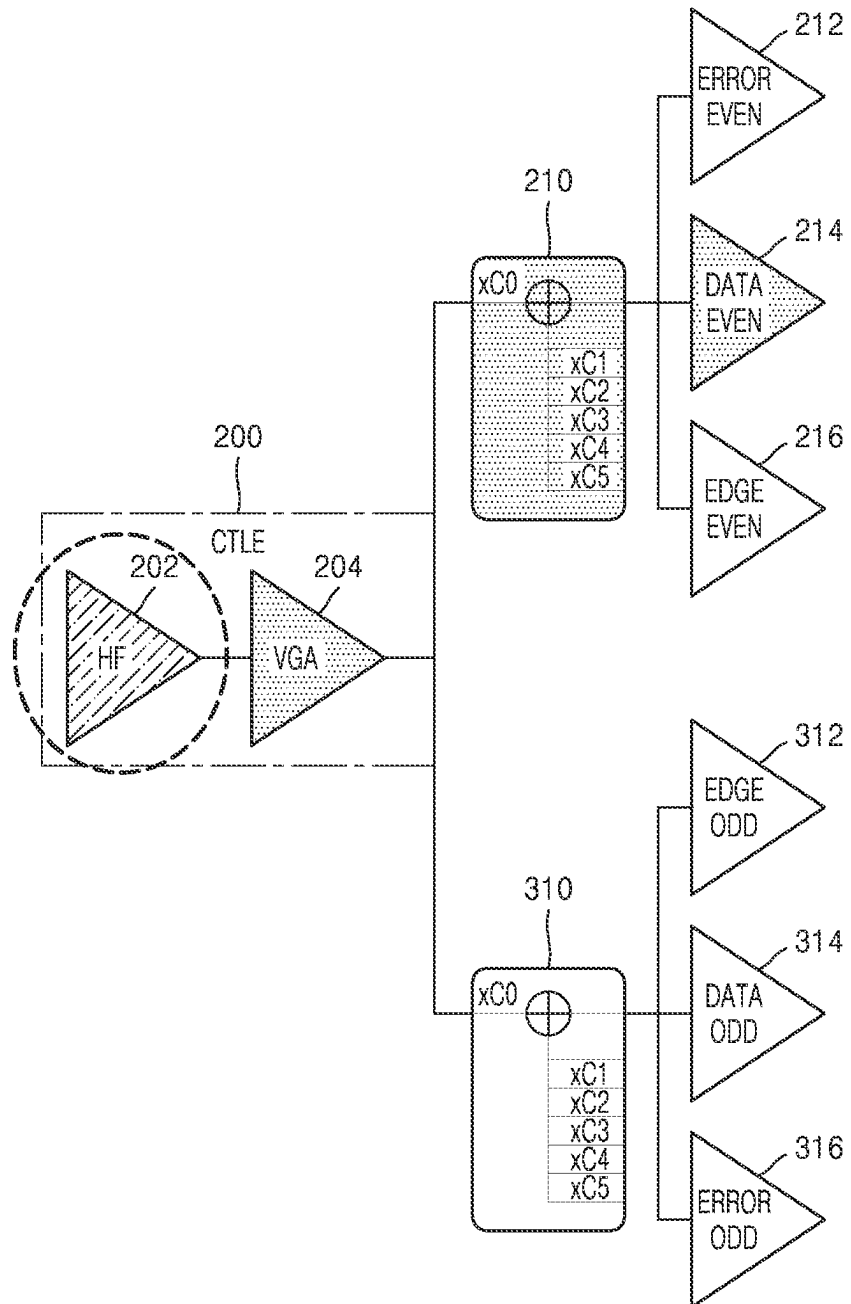 212
ERROR
EVEN
210
xC0
214
DATA
EVEN
xC1
xC2
xC3
xC4
xC5
216
EDGE
EVEN
200
CTLE
202
HF
204
VGA
312
EDGE
ODD
310
xC0
314
DATA
ODD
xC1
xC2
xC3
xC4
xC5
316
ERROR
ODD